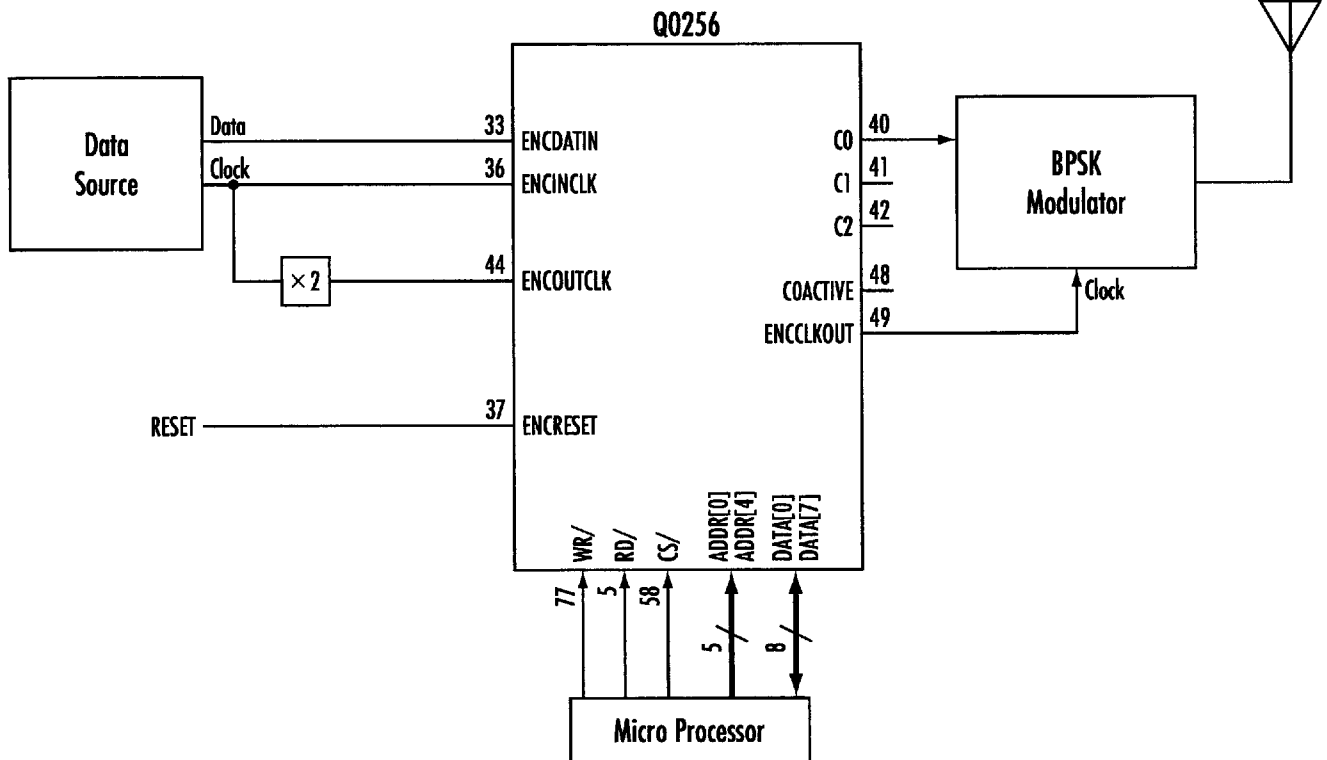 Q0256
Data
Source
Data
Clock
×2
33
36
44
37
ENCDATIN
ENCINCLK
ENCOUTCLK
RESET
ENCRESET
C0
C1
C2
COACTIVE
ENCCLKOUT
40
41
42
48
49
BPSK
Modulator
Clock
WR/
RD/
CS/
ADDR[0]
ADDR[4]
DATA[0]
DATA[7]
77
5
58
5
8
Micro Processor